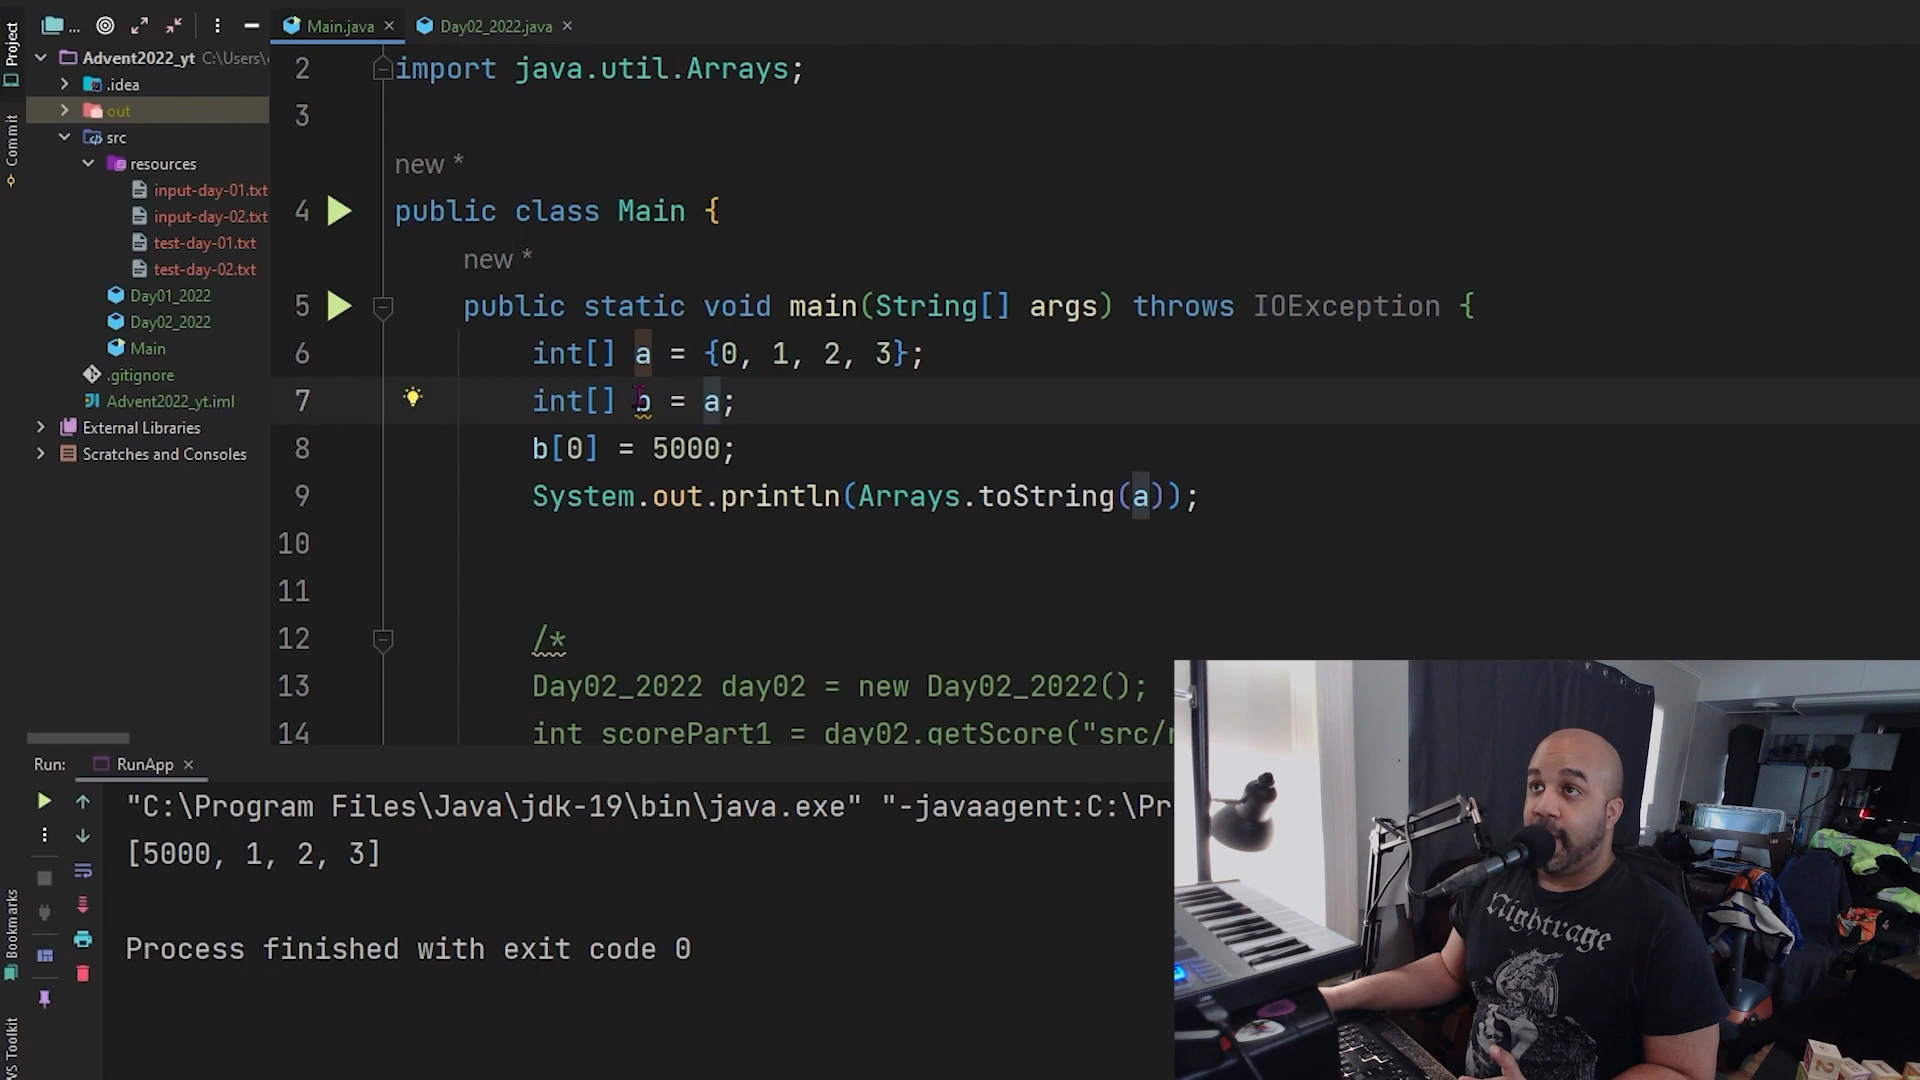 Project
Commit
Bookmarks
...
Advent2022_yt C:\Users\
.idea
out
src
resources
input-day-01.txt
input-day-02.txt
test-day-01.txt
test-day-02.txt
Day01_2022
Day02_2022
Main
.gitignore
Advent2022_yt.iml
External Libraries
Scratches and Consoles
Main.java
Day02_2022.java
2 import java.util.Arrays;
3
new *
4 public class Main {
new *
5 public static void main(String[] args) throws IOException {
6 int[] a = {0, 1, 2, 3};
7 int[] b = a;
8 b[0] = 5000;
9 System.out.println(Arrays.toString(a));
10
11
12 /*
13 Day02_2022 day02 = new Day02_2022();
14 int scorePart1 = day02.getScore("src/r
Run: RunApp
"C:\Program Files\Java\jdk-19\bin\java.exe" "-javaagent:C:\Pr
[5000, 1, 2, 3]
Process finished with exit code 0
Nightrage
2